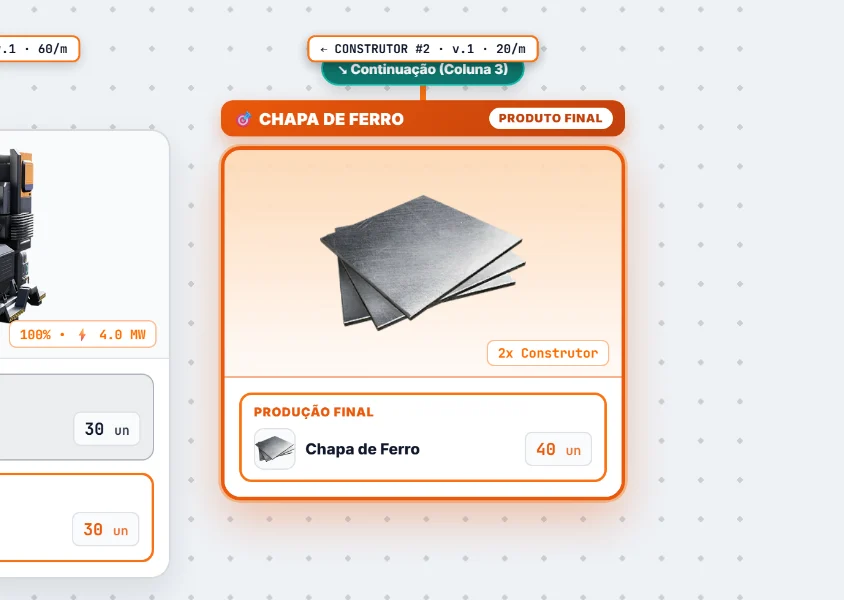 .1 · 60/m
← CONSTRUTOR #2 · v.1 · 20/m
↘ Continuação (Coluna 3)
🎯 CHAPA DE FERRO
PRODUTO FINAL
100% · ⚡ 4.0 MW
2x Construtor
30 un
30 un
PRODUÇÃO FINAL
Chapa de Ferro
40 un